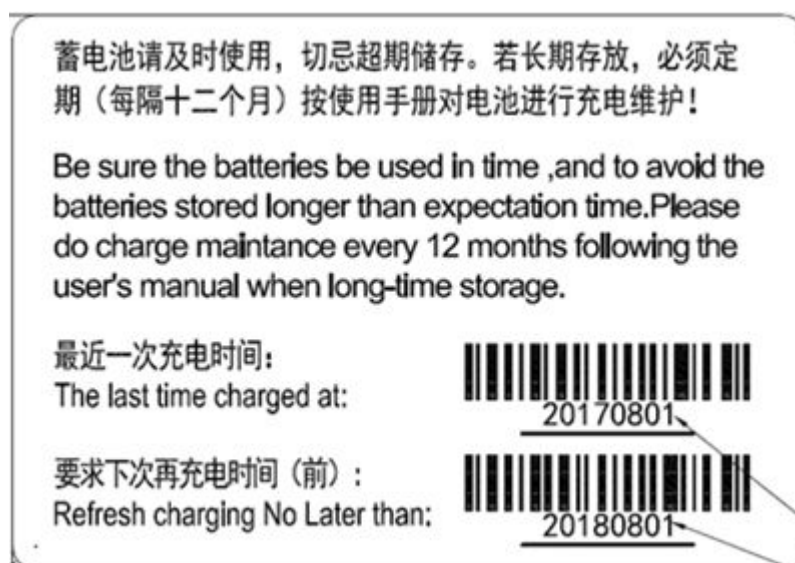 蓄电池请及时使用，切忌超期储存。若长期存放，必须定
期（每隔十二个月）按使用手册对电池进行充电维护！
Be sure the batteries be used in time ,and to avoid the
batteries stored longer than expectation time.Please
do charge maintance every 12 months following the
user's manual when long-time storage.
最近一次充电时间：
The last time charged at:
20170801
要求下次再充电时间（前）：
Refresh charging No Later than:
20180801